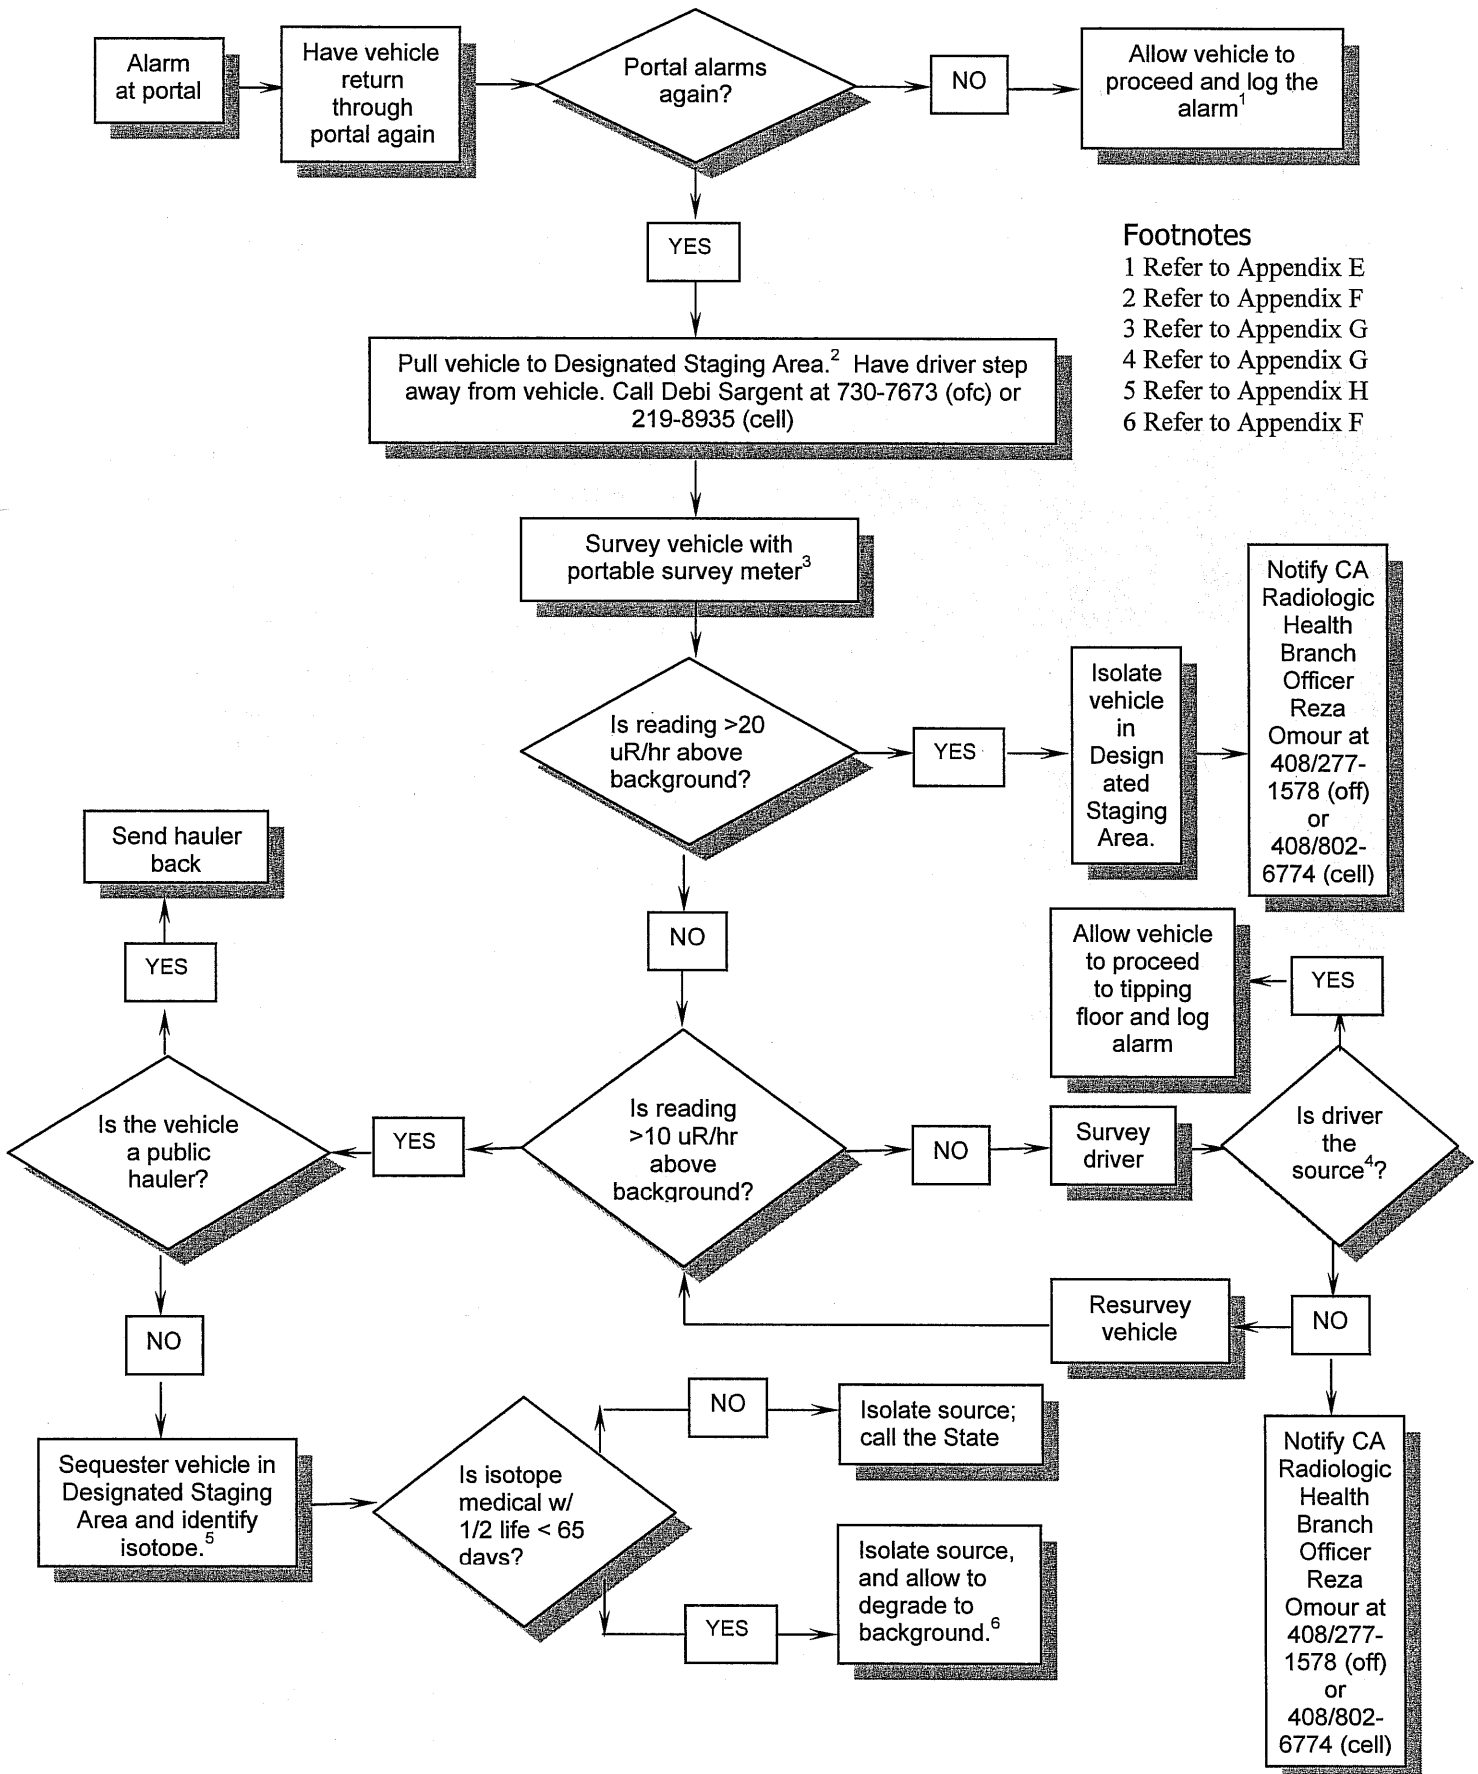 Alarm
at portal
Have vehicle
return
through
portal again
Portal alarms
again?
NO
Allow vehicle to
proceed and log the
alarm1
YES
Footnotes
1 Refer to Appendix E
2 Refer to Appendix F
3 Refer to Appendix G
4 Refer to Appendix G
5 Refer to Appendix H
6 Refer to Appendix F
Pull vehicle to Designated Staging Area.2 Have driver step
away from vehicle. Call Debi Sargent at 730-7673 (ofc) or
219-8935 (cell)
Survey vehicle with
portable survey meter3
Is reading >20
uR/hr above
background?
YES
Isolate
vehicle
in
Design
ated
Staging
Area.
Notify CA
Radiologic
Health
Branch
Officer
Reza
Omour at
408/277-
1578 (off)
or
408/802-
6774 (cell)
NO
Send hauler
back
YES
Is the vehicle
a public
hauler?
YES
Is reading
>10 uR/hr
above
background?
NO
Survey
driver
Is driver
the
source4?
YES
Allow vehicle
to proceed
to tipping
floor and log
alarm
NO
Resurvey
vehicle
Notify CA
Radiologic
Health
Branch
Officer
Reza
Omour at
408/277-
1578 (off)
or
408/802-
6774 (cell)
NO
Sequester vehicle in
Designated Staging
Area and identify
isotope.5
Is isotope
medical w/
1/2 life < 65
days?
NO
Isolate source;
call the State
YES
Isolate source,
and allow to
degrade to
background.6